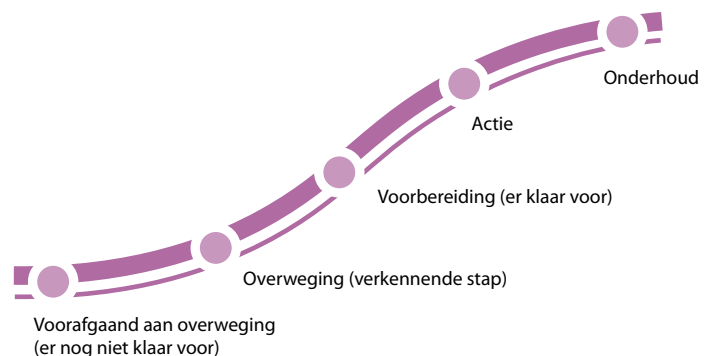 Onderhoud
Actie
Voorbereiding (er klaar voor)
Overweging (verkennende stap)
Voorafgaand aan overweging
(er nog niet klaar voor)